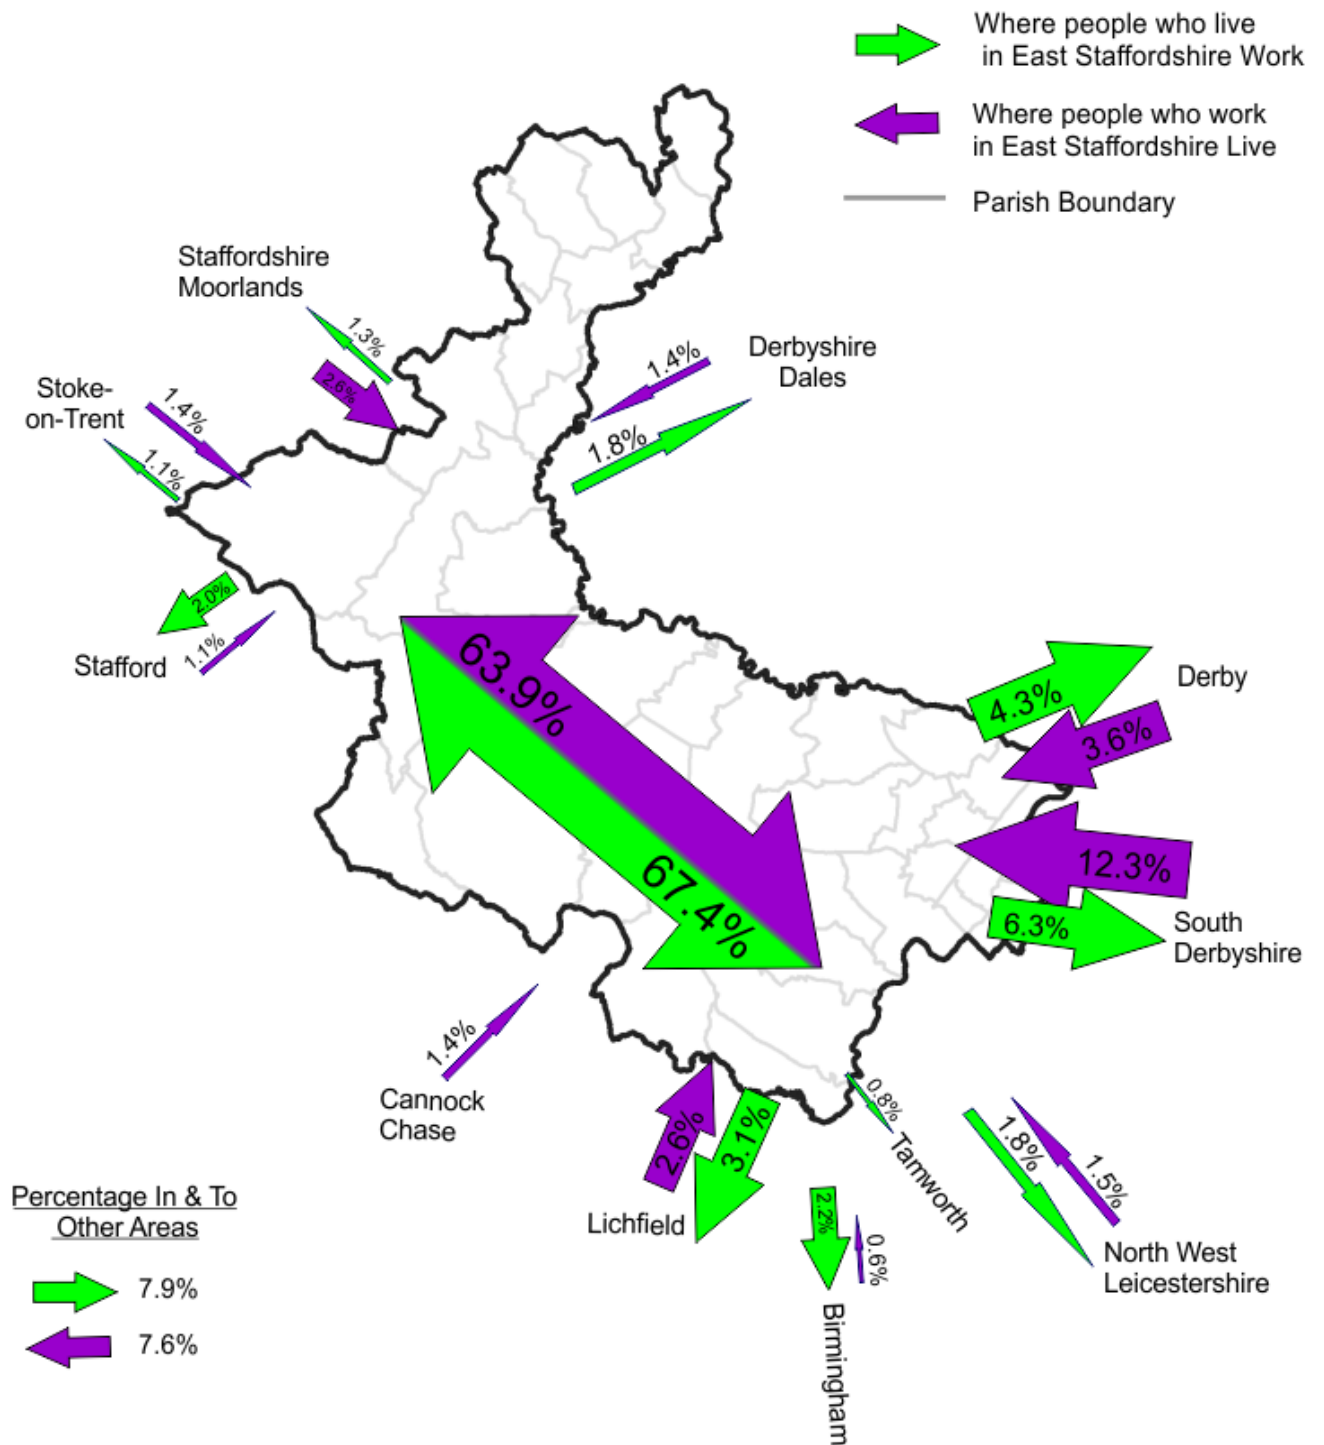 Where people who live
in East Staffordshire Work
Where people who work
in East Staffordshire Live
Parish Boundary
Staffordshire
Moorlands
1.3%
2.6%
Stoke-
on-Trent
1.4%
1.1%
Derbyshire
Dales
1.4%
1.8%
2.0%
1.1%
Stafford
63.9%
67.4%
Derby
4.3%
3.6%
12.3%
6.3%
South
Derbyshire
1.4%
Cannock
Chase
2.6%
3.1%
Lichfield
0.8%
Tamworth
2.2%
0.6%
Birmingham
1.8%
1.5%
North West
Leicestershire
Percentage In & To
Other Areas
7.9%
7.6%